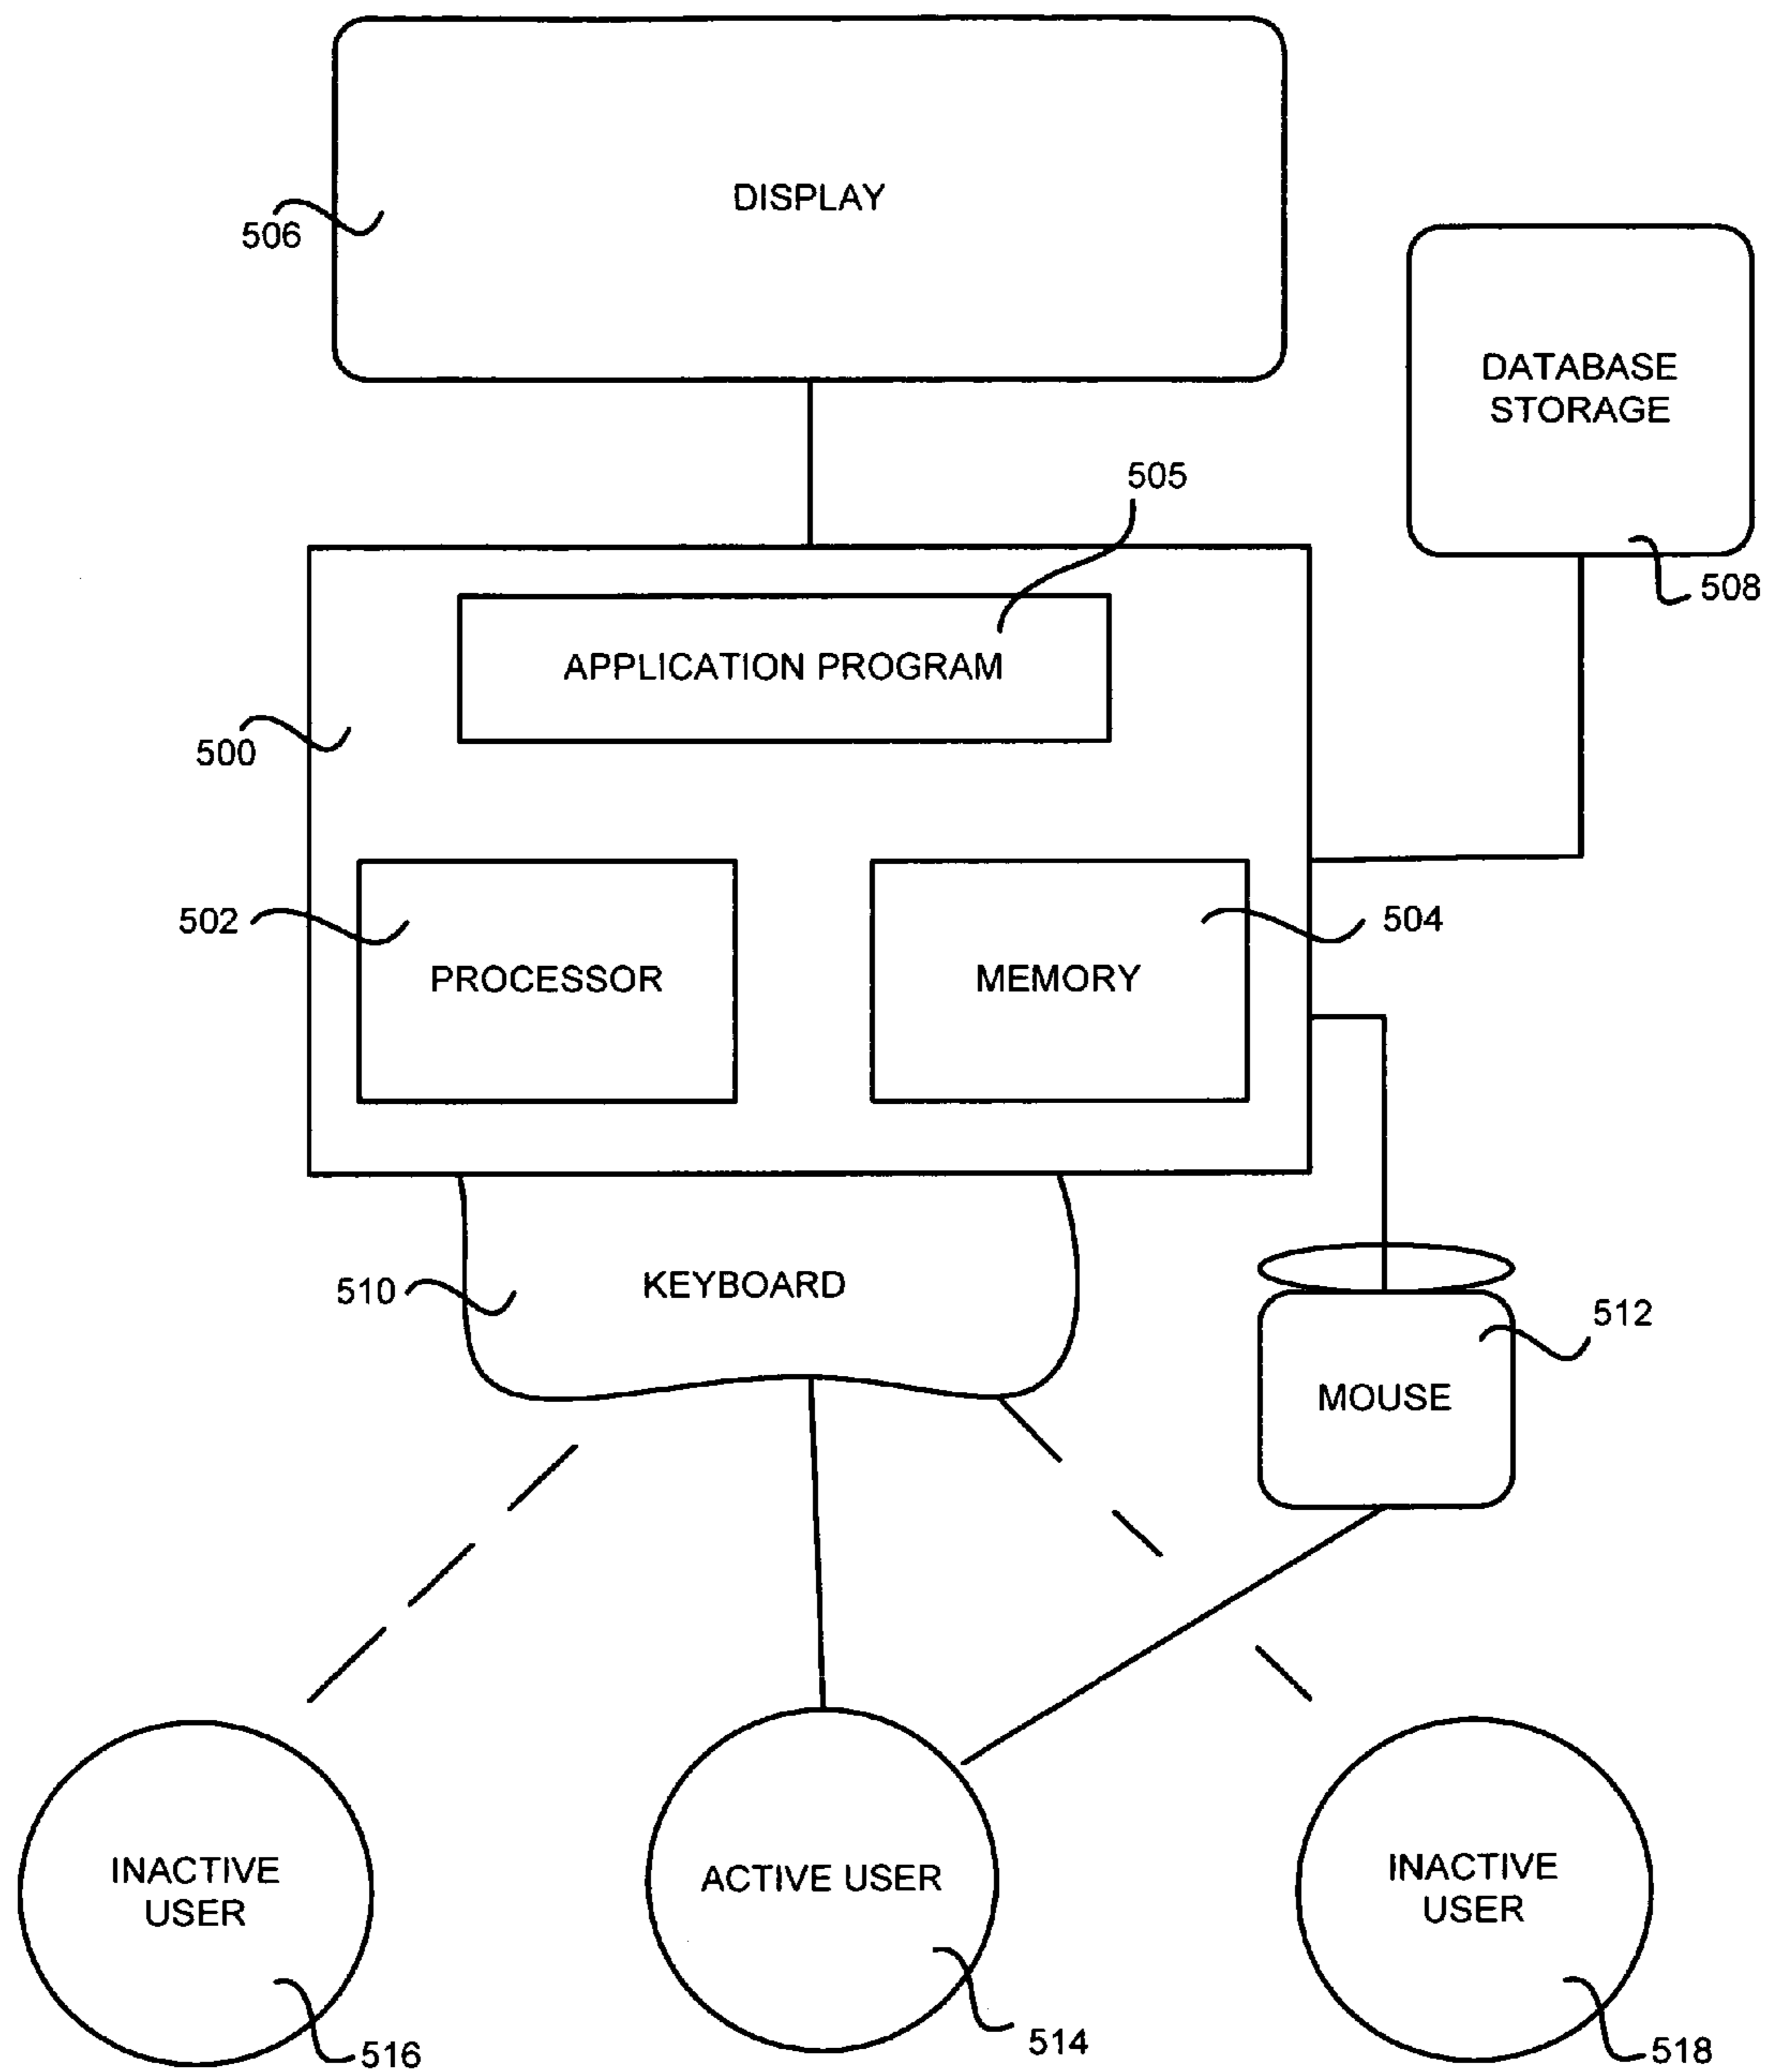 DISPLAY
506
DATABASE
STORAGE
505
508
APPLICATION PROGRAM
500
502
504
PROCESSOR
MEMORY
510
KEYBOARD
512
MOUSE
INACTIVE
USER
ACTIVE USER
INACTIVE
USER
516
514
518